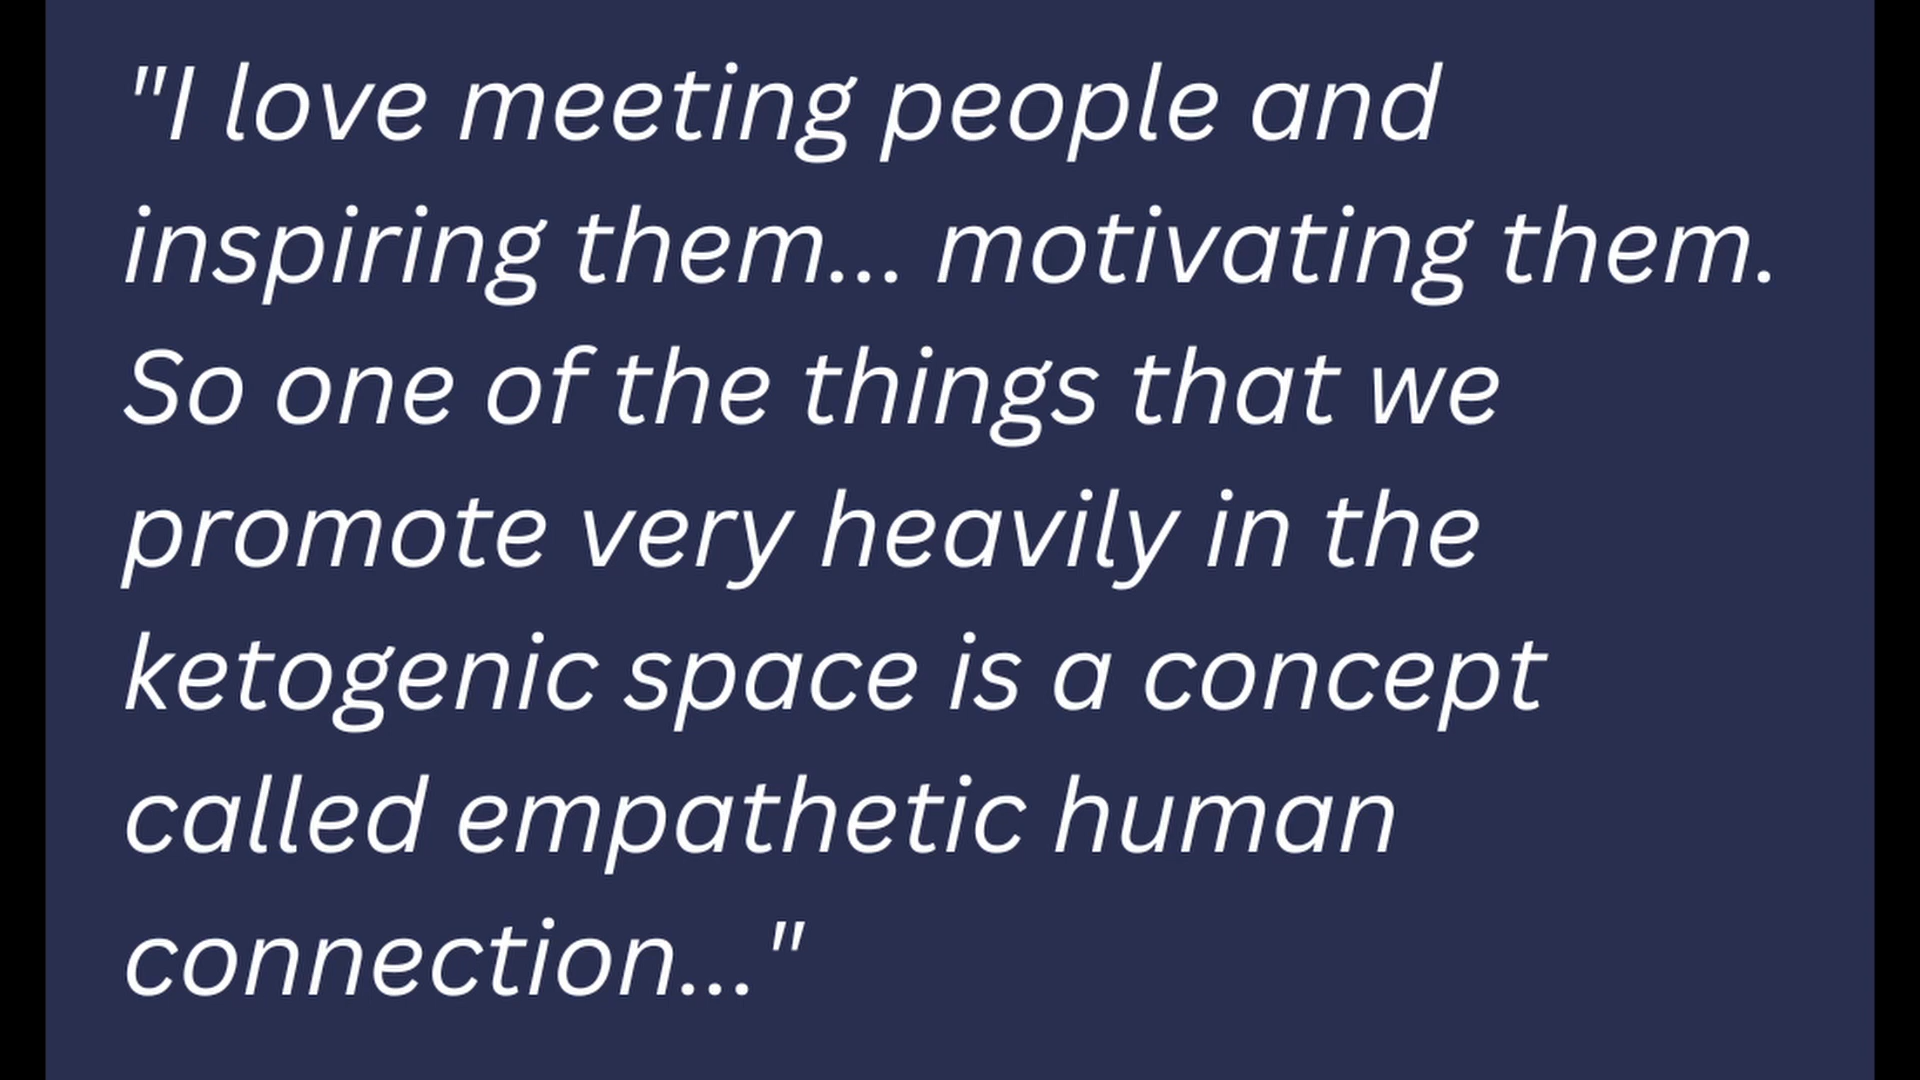 "I love meeting people and
inspiring them... motivating them.
So one of the things that we
promote very heavily in the
ketogenic space is a concept
called empathetic human
connection..."